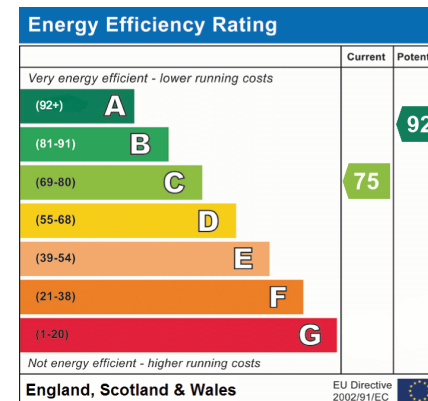 Energy Efficiency Rating
Current Potent
Very energy efficient - lower running costs
(92+) A
92
(81-91) B
(69-80) C 75
(55-68) D
(39-54) E
(21-38) F
(1-20) G
Not energy efficient - higher running costs
England, Scotland & Wales
EU Directive
2002/91/EC